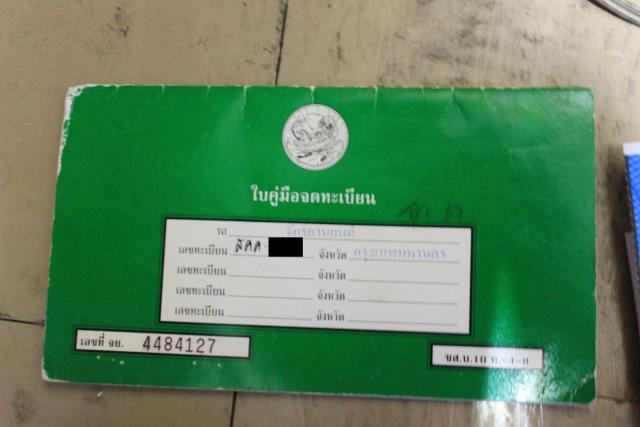 ใบคู่มือจดทะเบียน
รถ จักรยานยนต์
เลขทะเบียน จังหวัด กรุงเทพมหานคร
เลขทะเบียน จังหวัด
เลขทะเบียน จังหวัด
เลขทะเบียน จังหวัด
เลขที่ จย. 4484127